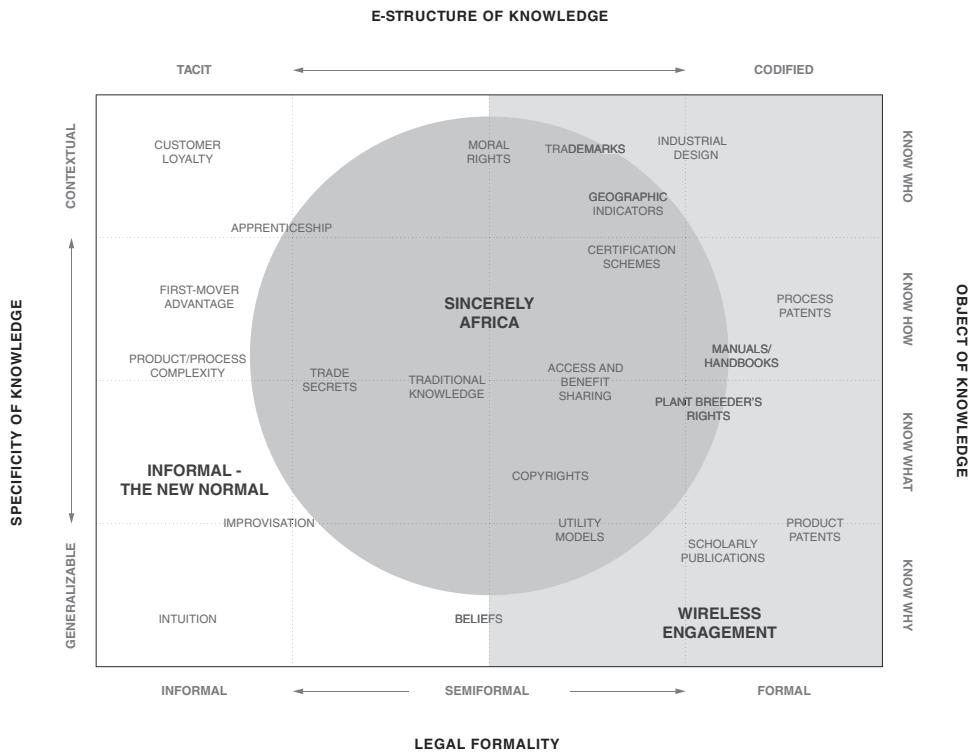 E-STRUCTURE OF KNOWLEDGE
TACIT
CODIFIED
CUSTOMER
LOYALTY
MORAL
RIGHTS
TRADEMARKS
INDUSTRIAL
DESIGN
GEOGRAPHIC
INDICATORS
APPRENTICESHIP
CERTIFICATION
SCHEMES
FIRST-MOVER
ADVANTAGE
SINCERELY
AFRICA
PROCESS
PATENTS
PRODUCT/PROCESS
COMPLEXITY
TRADE
SECRETS
TRADITIONAL
KNOWLEDGE
ACCESS AND
BENEFIT
SHARING
MANUALS/
HANDBOOKS
PLANT BREEDER'S
RIGHTS
INFORMAL -
THE NEW NORMAL
COPYRIGHTS
IMPROVISATION
UTILITY
MODELS
SCHOLARLY
PUBLICATIONS
PRODUCT
PATENTS
INTUITION
BELIEFS
WIRELESS
ENGAGEMENT
INFORMAL
SEMIFORMAL
FORMAL
LEGAL FORMALITY
SPECIFICITY OF KNOWLEDGE
CONTEXTUAL
GENERALIZABLE
KNOW WHO
KNOW HOW
KNOW WHAT
KNOW WHY
OBJECT OF KNOWLEDGE